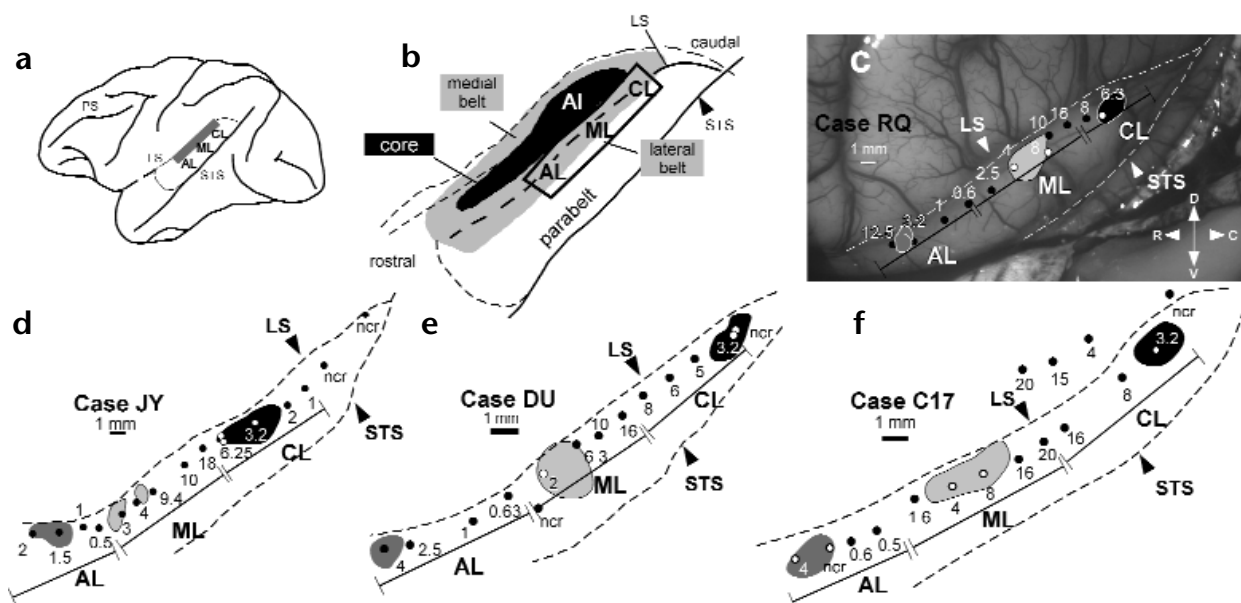 a
PS
CL
ML
AL
LS
STS
b
LS
caudal
medial
belt
AI
CL
STS
core
ML
lateral
belt
AL
parabelt
rostral
c
6.3
8
16
10
CL
Case RQ
LS
8
1 mm
1
2.5
ML
STS
0.6
1
3.2
12.5
AL
D
R C
V
d
ncr
LS
ncr
Case JY
1
1 mm
2
3.2
STS
6.25
CL
18
10
9.4
4
1
3
ML
0.5
2
1.5
AL
e
ncr
LS
3.2
5
Case DU
6
CL
1 mm
8
16
10
6 3
STS
2
ML
0.63
ncr
1
2.5
4
AL
f
ncr
3.2
4
15
20
LS
Case C17
8
1 mm
CL
16
20
16
8
4
STS
1 6
ML
0.5
0.6
ncr
4
AL